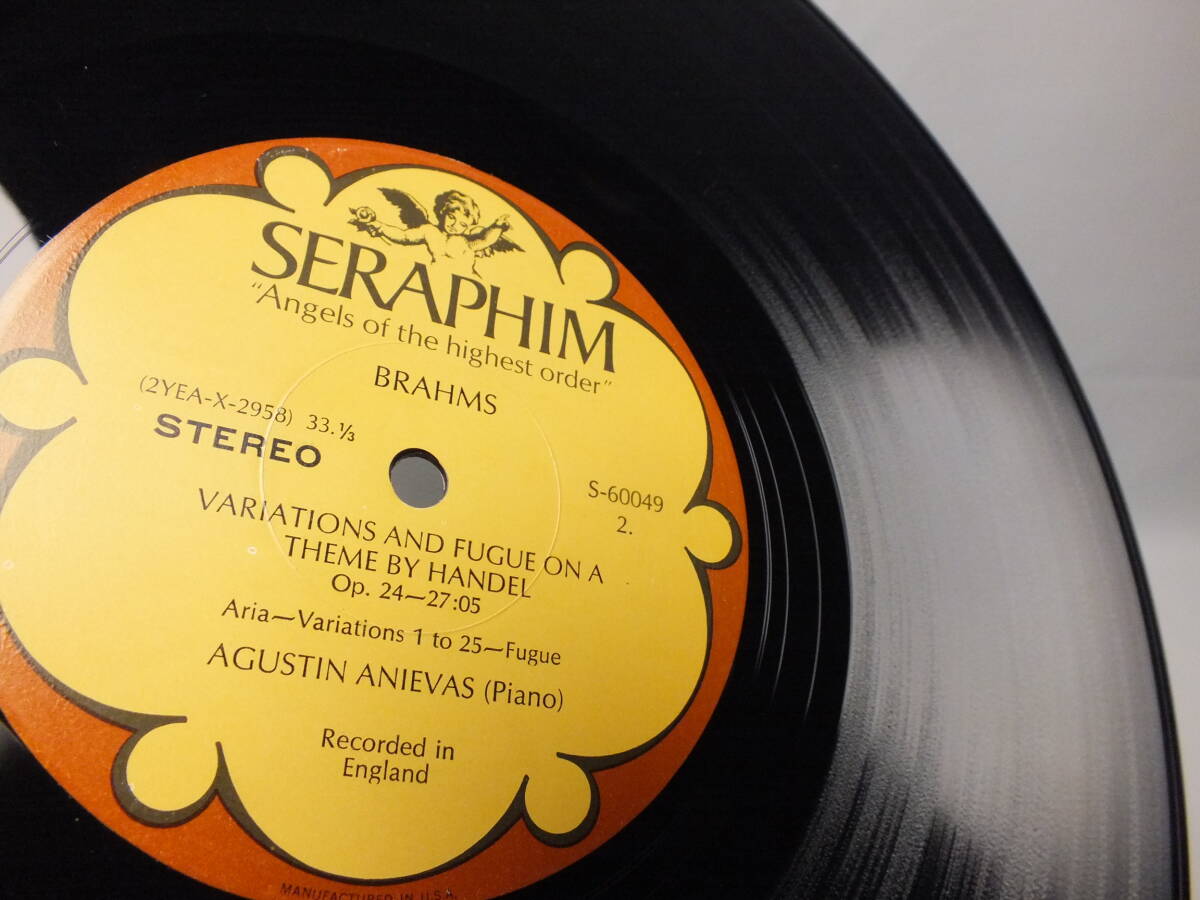 SERAPHIM
"Angels of the highest order"
BRAHMS
(2YEA-X-2958) 33.⅓
STEREO
S-60049
2.
VARIATIONS AND FUGUE ON A
THEME BY HANDEL
Op. 24—27:05
Aria—Variations 1 to 25—Fugue
AGUSTIN ANIEVAS (Piano)
Recorded in
England
MANUFACTURED IN U.S.A.